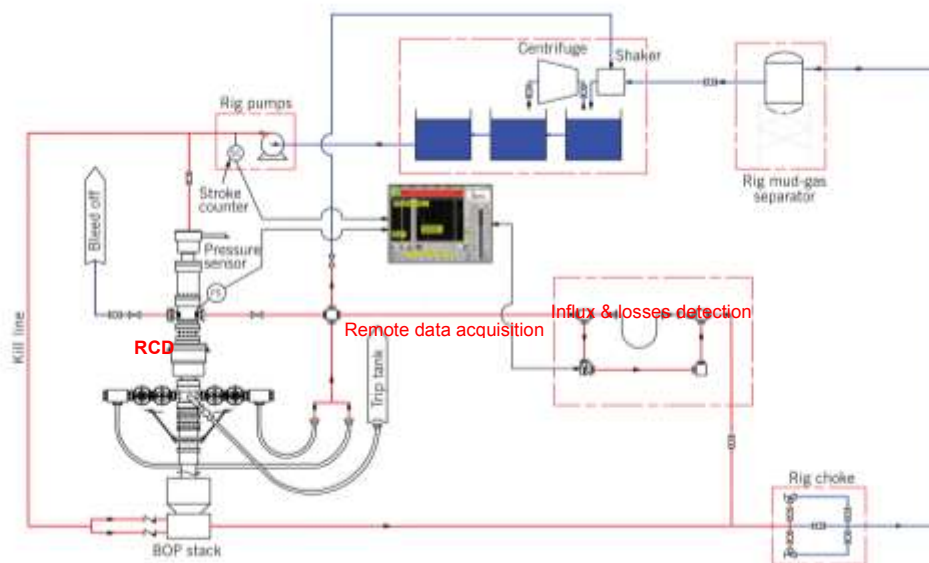 Centrifuge
Shaker
Rig pumps
Stroke
counter
Rig mud-gas
separator
Bleed off
Pressure
sensor
PS
Influx & losses detection
Remote data acquisition
RCD
Kill line
Trip tank
Rig choke
BOP stack